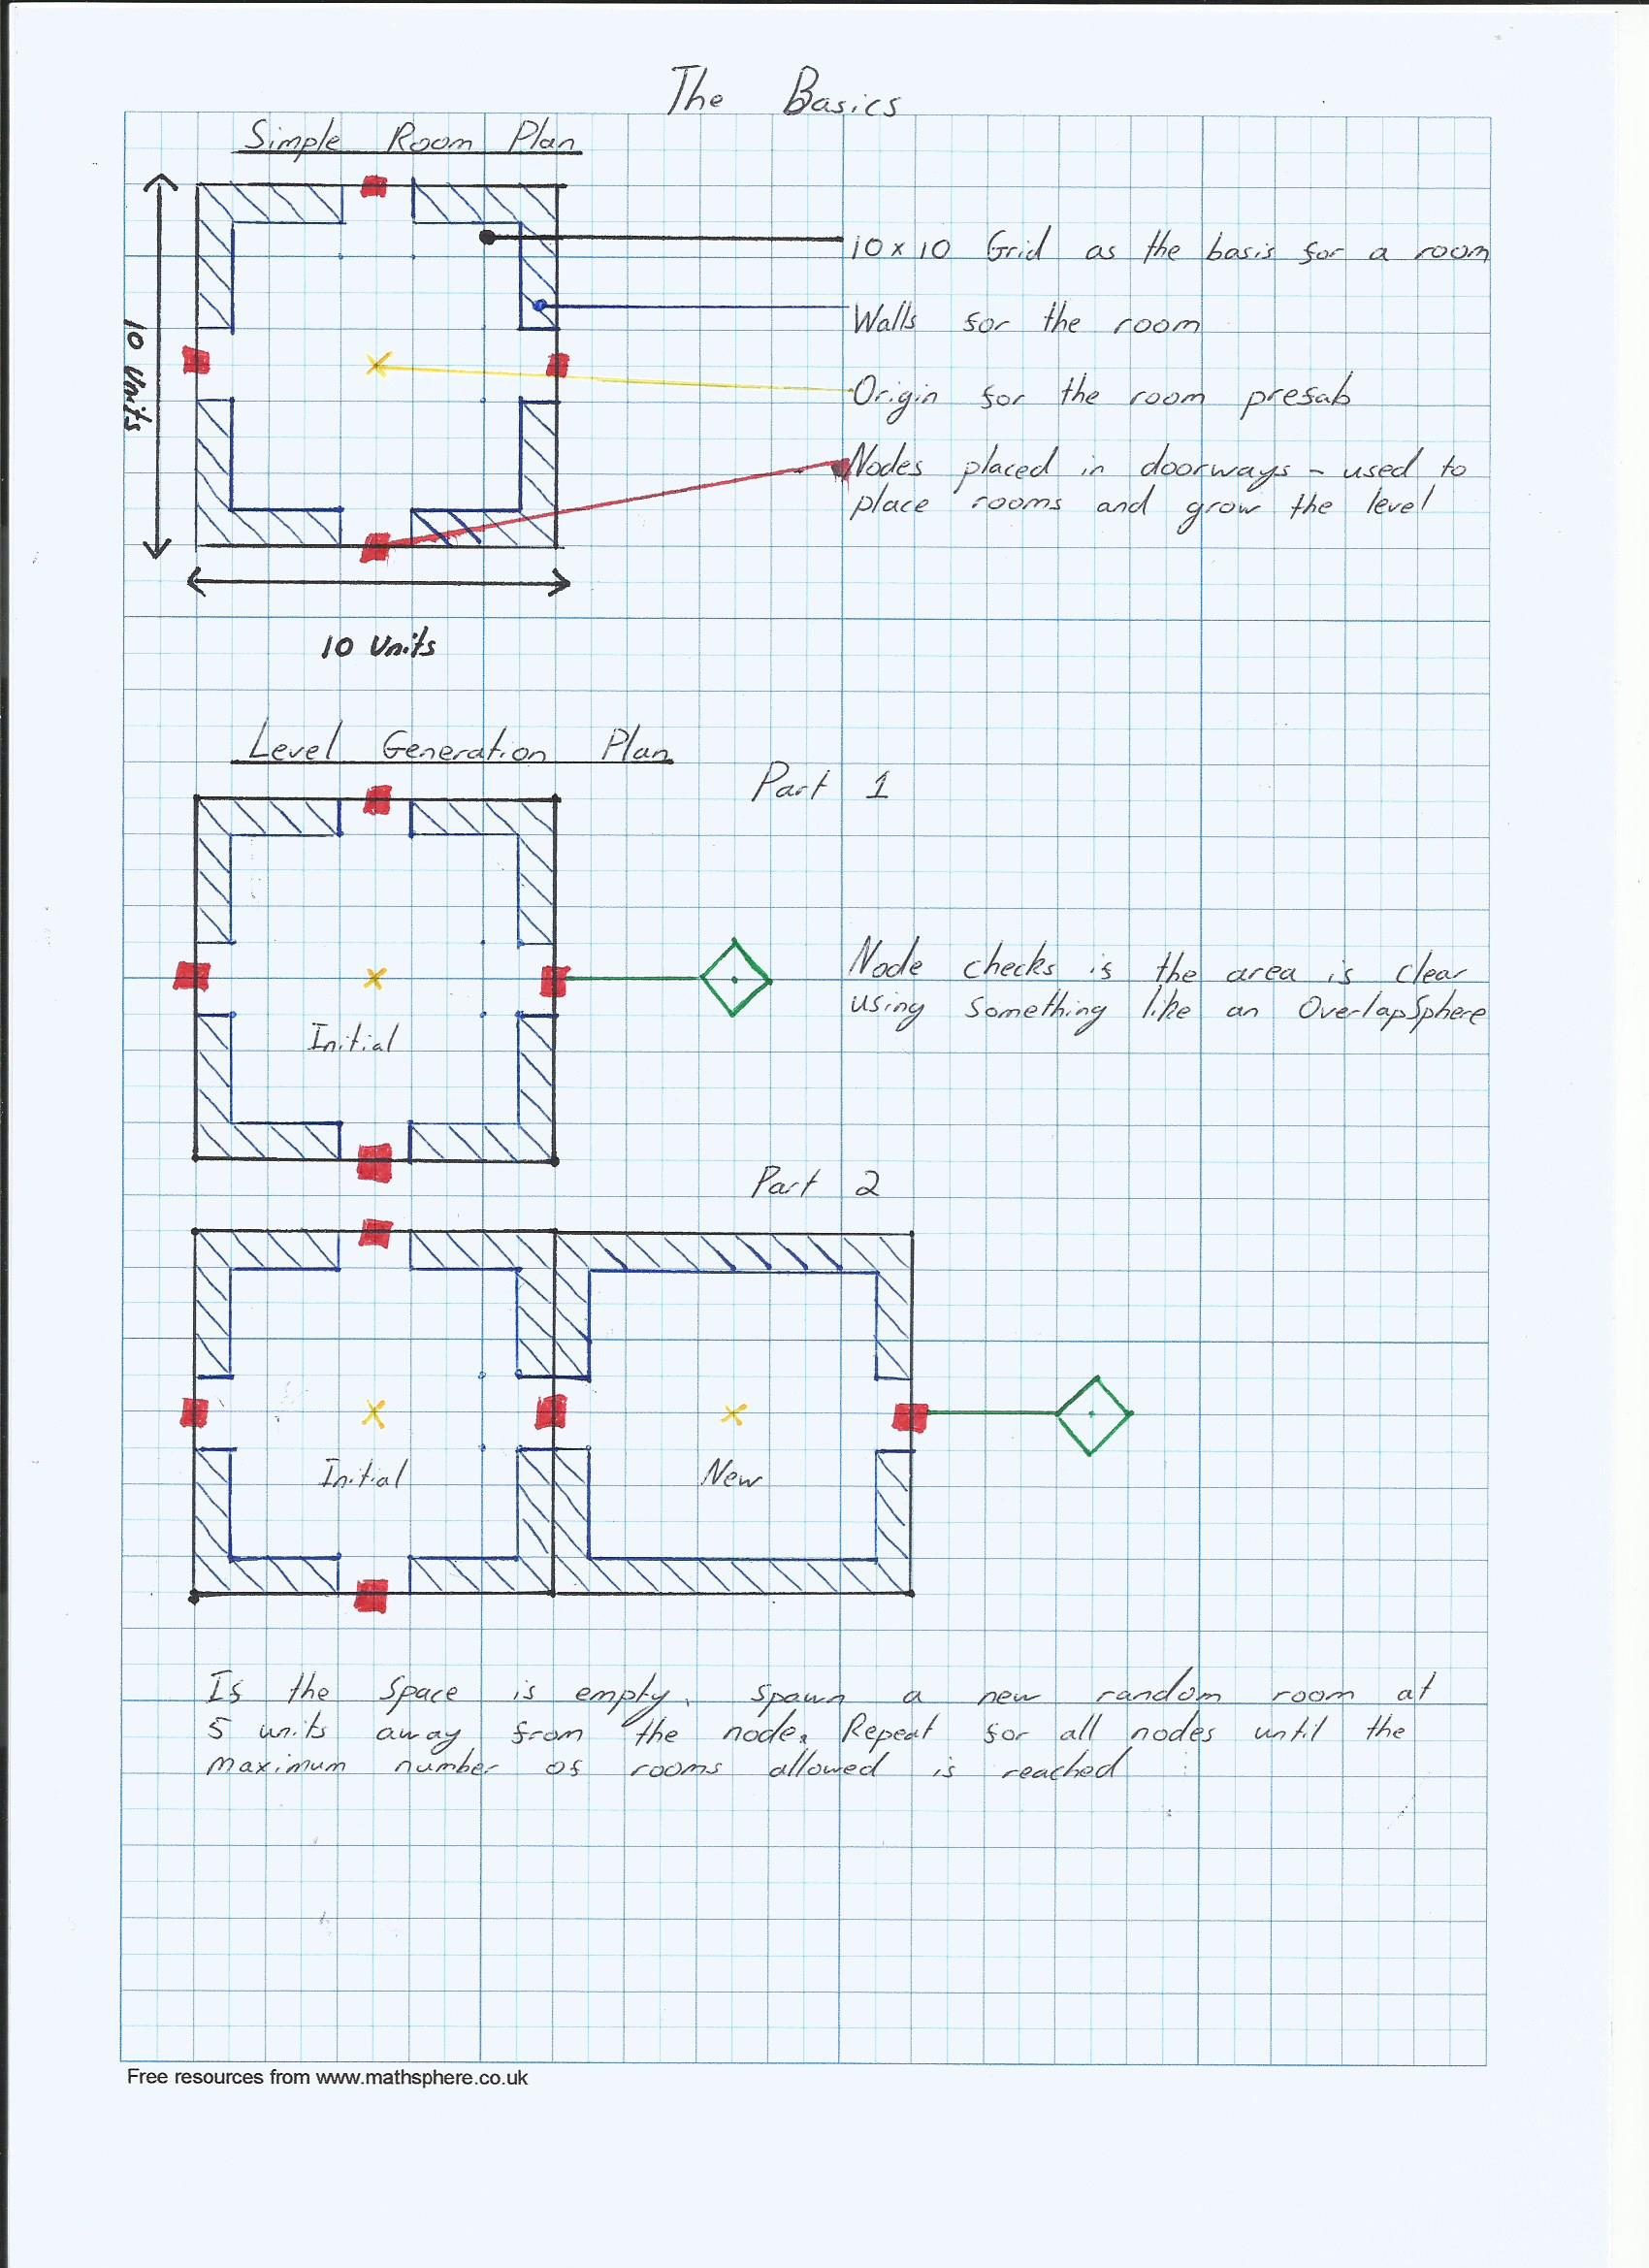 The Basics
Simple Room Plan
10 Units
10 x 10 Grid as the basis for a room
Walls for the room
Origin for the room prefab
Nodes placed in doorways - used to
place rooms and grow the level
10 Units
Level Generation Plan
Part 1
Node checks if the area is clear
using something like an OverlapSphere
Initial
Part 2
Initial
New
If the space is empty, spawn a new random room at
5 units away from the node. Repeat for all nodes until the
maximum number of rooms allowed is reached
Free resources from www.mathsphere.co.uk